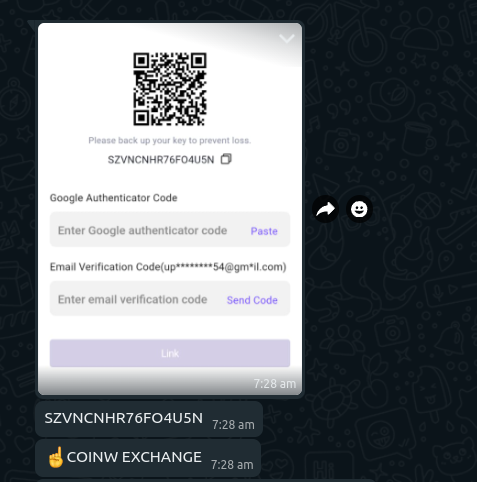 Please back up your key to prevent loss.
SZVNCNHR76FO4U5N
Google Authenticator Code
Enter Google authenticator code Paste
Email Verification Code(up********54@gm*il.com)
Enter email verification code Send Code
Link
7:28 am
SZVNCNHR76FO4U5N 7:28 am
☝COINW EXCHANGE 7:28 am